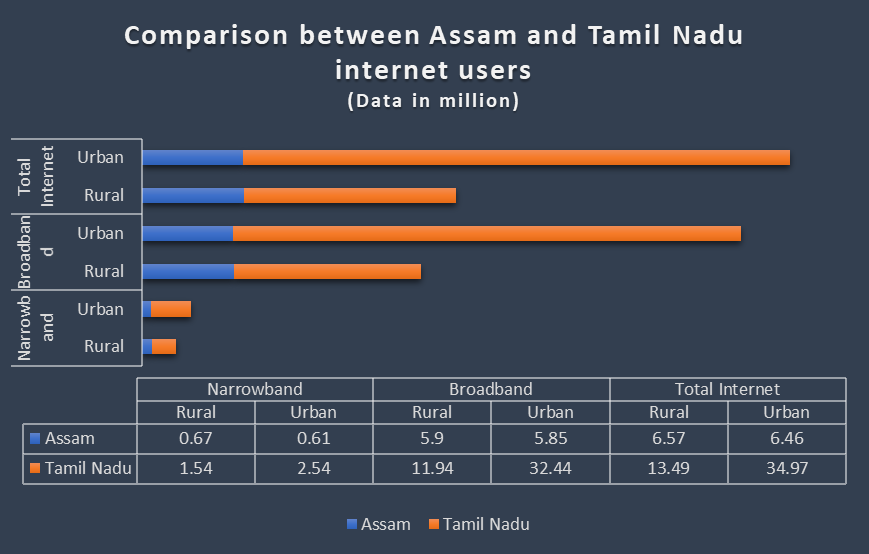 Comparison between Assam and Tamil Nadu
internet users
(Data in million)
Total
Internet
Urban
Rural
Broadban
d
Urban
Rural
Narrowb
and
Urban
Rural
Narrowband Broadband Total Internet
Rural Urban Rural Urban Rural Urban
Assam 0.67 0.61 5.9 5.85 6.57 6.46
Tamil Nadu 1.54 2.54 11.94 32.44 13.49 34.97
Assam Tamil Nadu